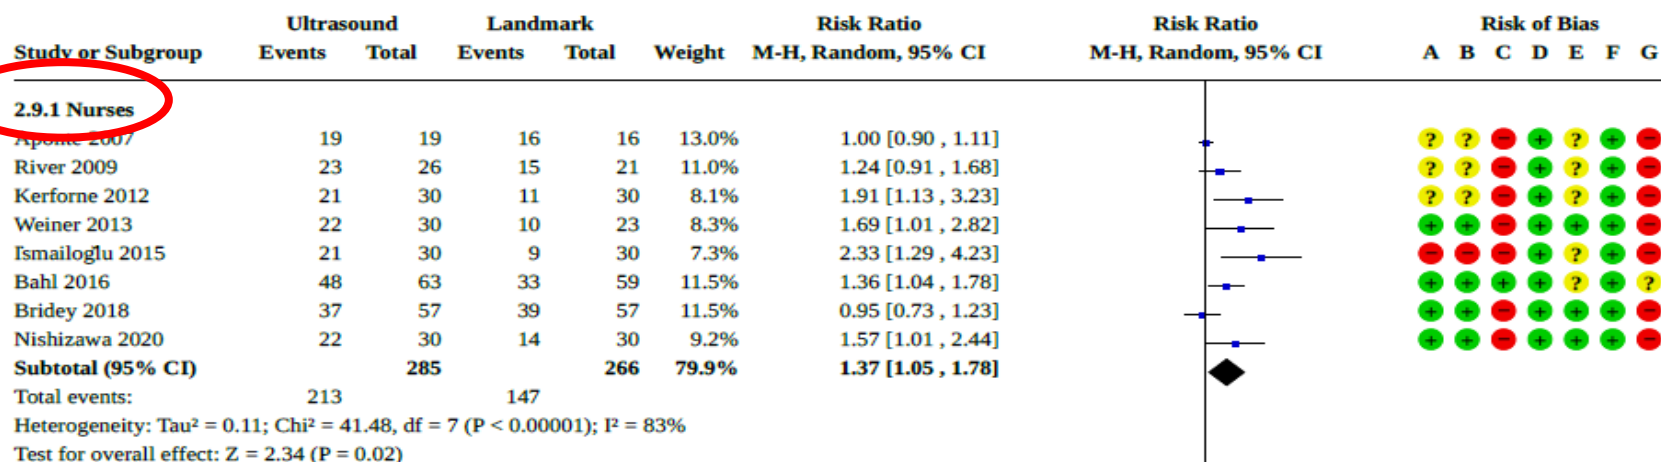 Ultrasound Landmark Risk Ratio Risk Ratio Risk of Bias
Study or Subgroup Events Total Events Total Weight M-H, Random, 95% CI M-H, Random, 95% CI A B C D E F G
2.9.1 Nurses
Aponte 2007 19 19 16 16 13.0% 1.00 [0.90 , 1.11] ? ? − + ? + −
River 2009 23 26 15 21 11.0% 1.24 [0.91 , 1.68] ? ? − + ? + −
Kerforne 2012 21 30 11 30 8.1% 1.91 [1.13 , 3.23] ? ? − + ? + −
Weiner 2013 22 30 10 23 8.3% 1.69 [1.01 , 2.82] + + − + + + −
İsmailoğlu 2015 21 30 9 30 7.3% 2.33 [1.29 , 4.23] − − − + ? + −
Bahl 2016 48 63 33 59 11.5% 1.36 [1.04 , 1.78] + + + + ? + ?
Bridey 2018 37 57 39 57 11.5% 0.95 [0.73 , 1.23] + + − + + + −
Nishizawa 2020 22 30 14 30 9.2% 1.57 [1.01 , 2.44] + + − + + + −
Subtotal (95% CI) 285 266 79.9% 1.37 [1.05 , 1.78]
Total events: 213 147
Heterogeneity: Tau² = 0.11; Chi² = 41.48, df = 7 (P < 0.00001); I² = 83%
Test for overall effect: Z = 2.34 (P = 0.02)